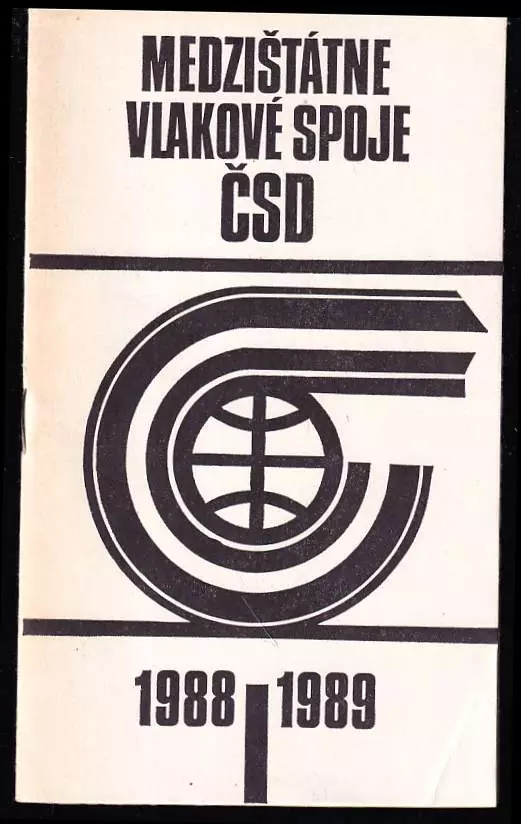 MEDZIŠTÁTNE
VLAKOVÉ SPOJE
ČSD
1988 1989